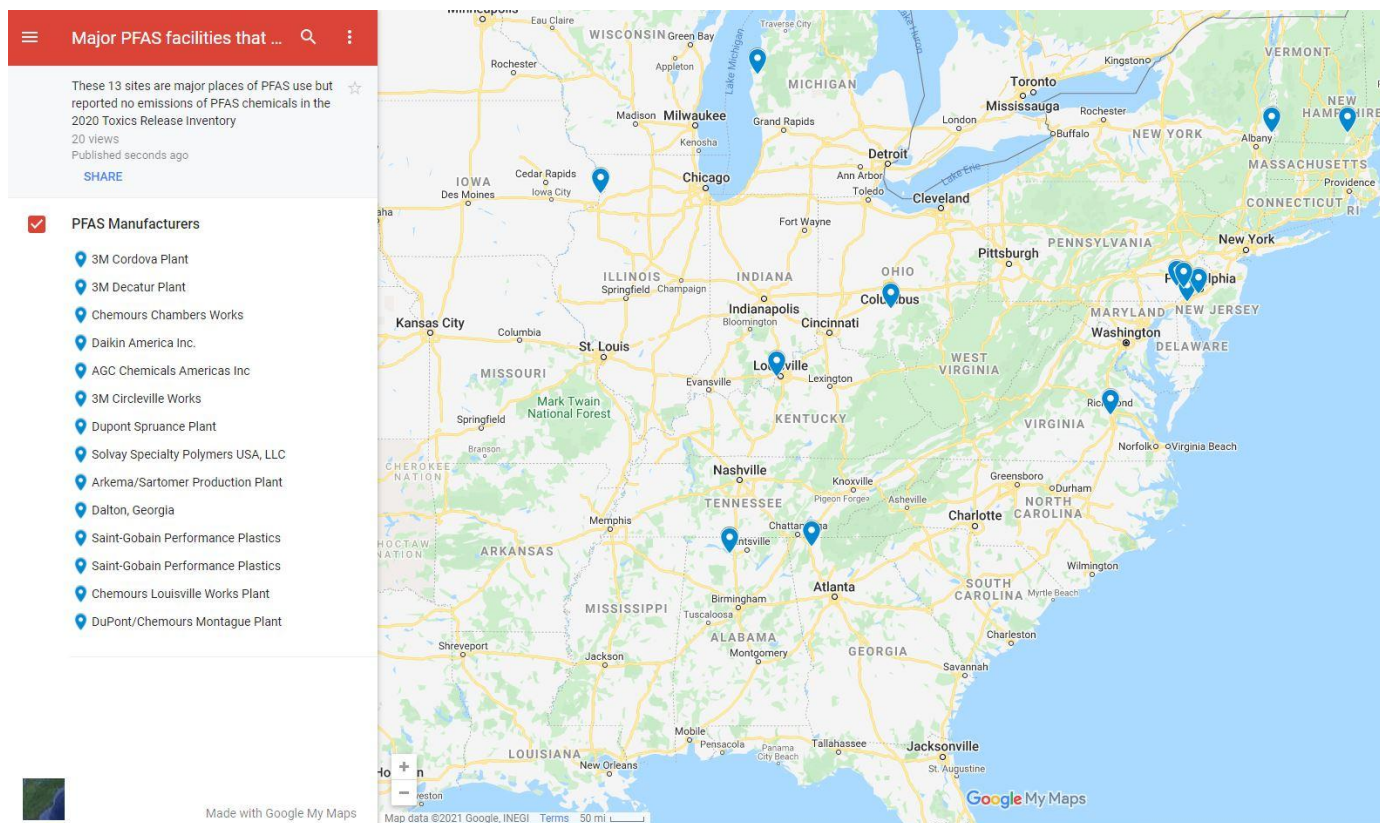 Major PFAS facilities that ...
These 13 sites are major places of PFAS use but
reported no emissions of PFAS chemicals in the
2020 Toxics Release Inventory
20 views
Published seconds ago
SHARE
PFAS Manufacturers
3M Cordova Plant
3M Decatur Plant
Chemours Chambers Works
Daikin America Inc.
AGC Chemicals Americas Inc
3M Circleville Works
Dupont Spruance Plant
Solvay Specialty Polymers USA, LLC
Arkema/Sartomer Production Plant
Dalton, Georgia
Saint-Gobain Performance Plastics
Saint-Gobain Performance Plastics
Chemours Louisville Works Plant
DuPont/Chemours Montague Plant
Made with Google My Maps
Eau Claire
WISCONSIN
Green Bay
Traverse City
Lake Huron
Rochester
Appleton
Lake Michigan
MICHIGAN
Kingston
VERMONT
Toronto
Mississauga
Rochester
NEW
Madison
Milwaukee
Grand Rapids
London
Buffalo
NEW YORK
Albany
Kenosha
Detroit
MASSACHUSETTS
IOWA
Cedar Rapids
Chicago
Ann Arbor
Lake Erie
Providence
Des Moines
Iowa City
Toledo
Cleveland
CONNECTICUT
RI
Fort Wayne
New York
PENNSYLVANIA
Pittsburgh
ILLINOIS
INDIANA
OHIO
Springfield
Champaign
Indianapolis
MARYLAND
NEW JERSEY
Kansas City
Columbia
Bloomington
Cincinnati
Washington
St. Louis
DELAWARE
WEST
VIRGINIA
MISSOURI
Evansville
Lexington
Mark Twain
National Forest
Springfield
KENTUCKY
VIRGINIA
Norfolk
Virginia Beach
Branson
CHEROKEE
NATION
Nashville
Knoxville
Greensboro
Durham
TENNESSEE
Pigeon Forge
Asheville
NORTH
CAROLINA
Memphis
Charlotte
ARKANSAS
Wilmington
Atlanta
SOUTH
CAROLINA
Myrtle Beach
Birmingham
MISSISSIPPI
Tuscaloosa
ALABAMA
Charleston
Shreveport
Montgomery
GEORGIA
Jackson
Savannah
Mobile
Pensacola
Panama
City Beach
Tallahassee
Jacksonville
LOUISIANA
New Orleans
St. Augustine
+
−
Google My Maps
Map data ©2021 Google, INEGI
Terms
50 mi